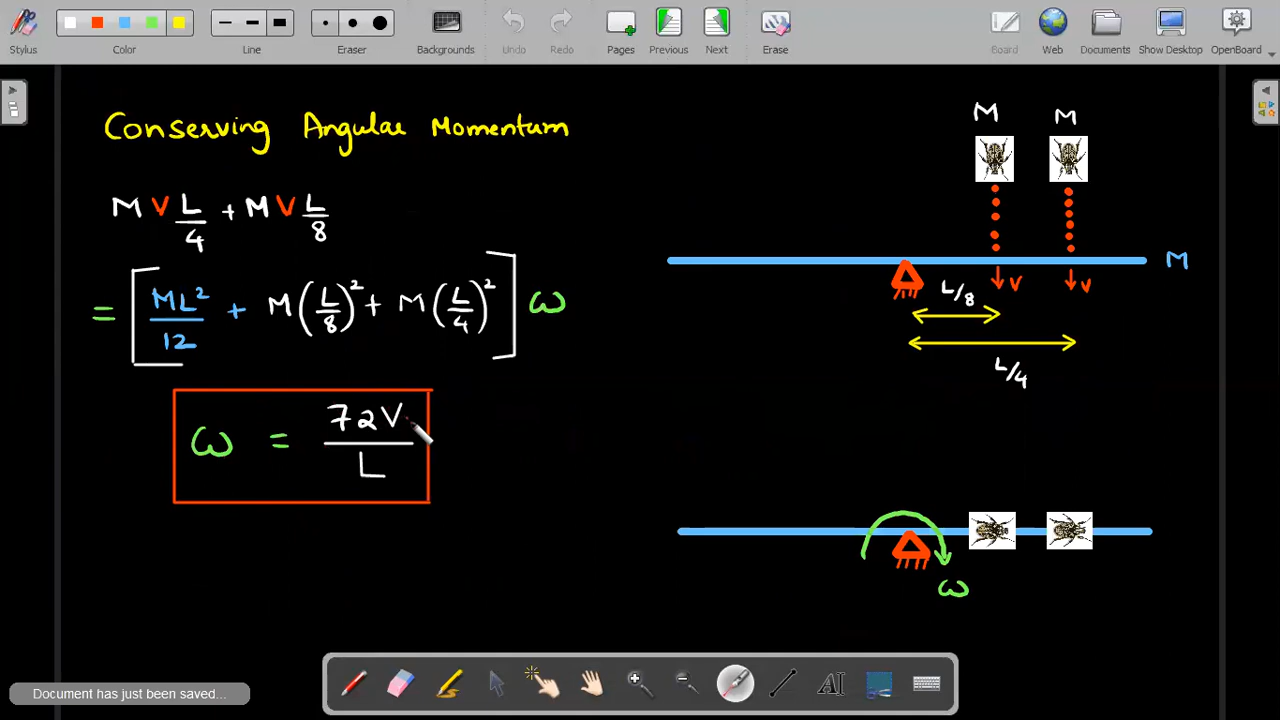 Stylus Color Line Eraser Backgrounds Undo Redo Pages Previous Next Erase Board Web Documents Show Desktop OpenBoard
Conserving Angular Momentum
M V L/4 + M V L/8
= [ ML²/12 + M(L/8)² + M(L/4)² ] ω
ω = 72V/L
M M
M
V V
L/8
L/4
ω
AI
Document has just been saved...